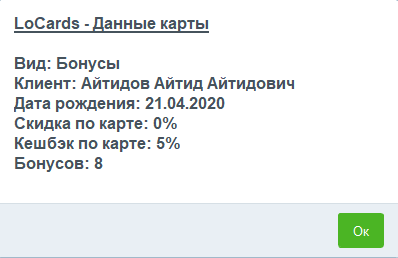 LoCards - Данные карты
Вид: Бонусы
Клиент: Айтидов Айтид Айтидович
Дата рождения: 21.04.2020
Скидка по карте: 0%
Кешбэк по карте: 5%
Бонусов: 8
Ок